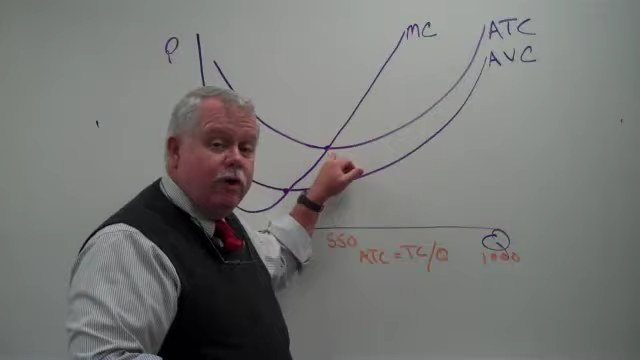 P
MC
ATC
AVC
550
Q
ATC = TC/Q
1000